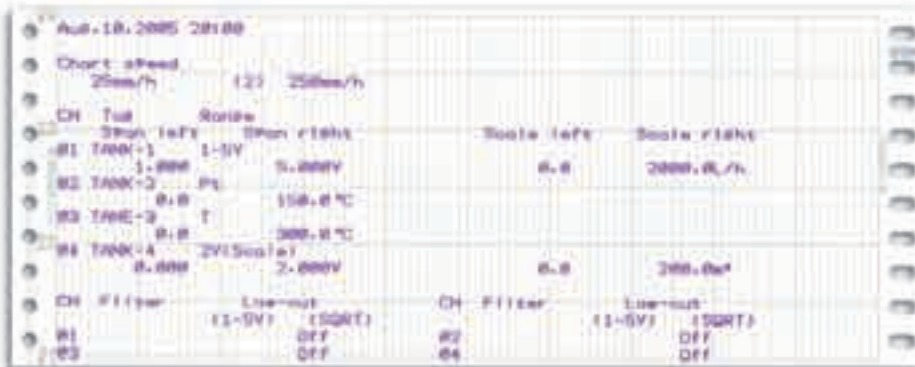 Aug.10.2005 20:00
Chart speed
25mm/h (2) 250mm/h
CH Tag Range
Span left Span right Scale left Scale right
01 TANK-1 1-5V
1.000 5.000V 0.0 2000.0L/h
02 TANK-2 Pt
0.0 150.0℃
03 TANK-3 T
0.0 300.0℃
04 TANK-4 2V(Scale)
0.000 2.000V 0.0 200.0
CH Filter Low-cut CH Filter Low-cut
(1-5V) (SQRT) (1-5V) (SQRT)
01 Off 02 Off
03 Off 04 Off